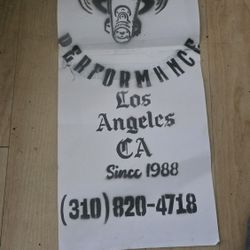 PERFORMANCE
Los
Angeles
CA
Since 1988
(310) 820-4718